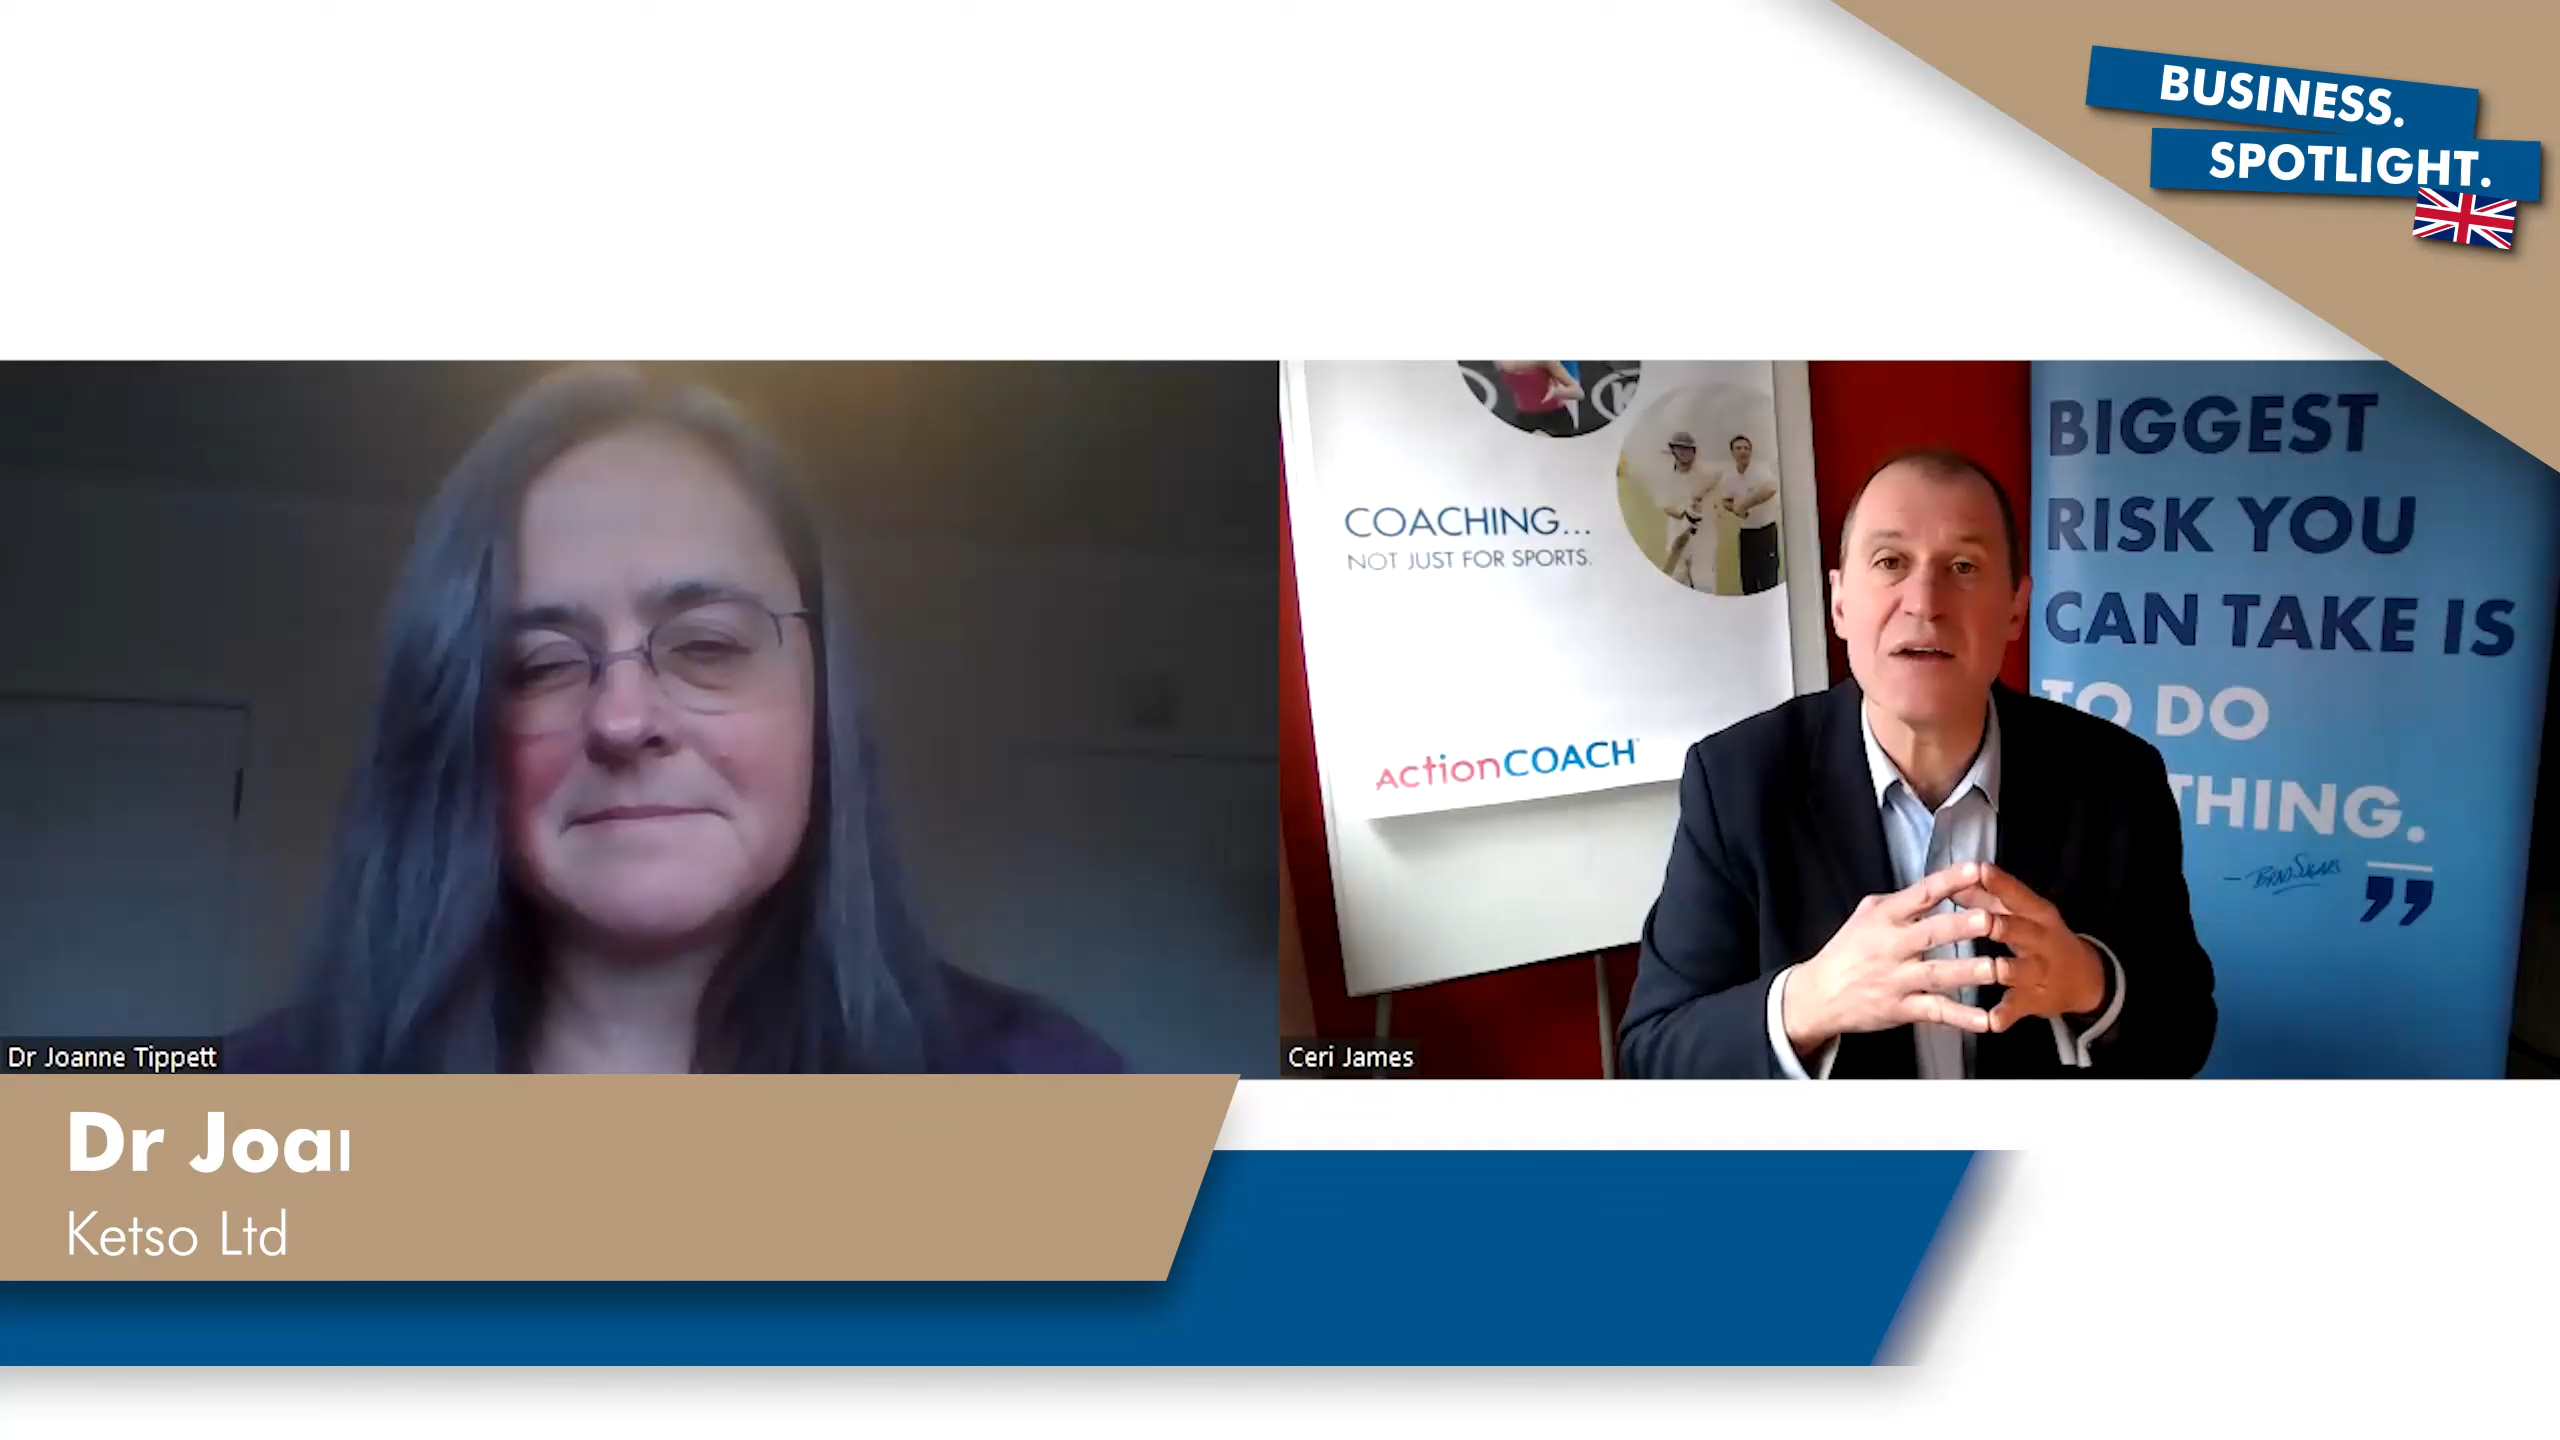 BUSINESS.
SPOTLIGHT.
COACHING...
NOT JUST FOR SPORTS.
ActionCOACH
BIGGEST
RISK YOU
CAN TAKE IS
TO DO
THING.
”
Dr Joanne Tippett
Ceri James
Dr Joa
Ketso Ltd